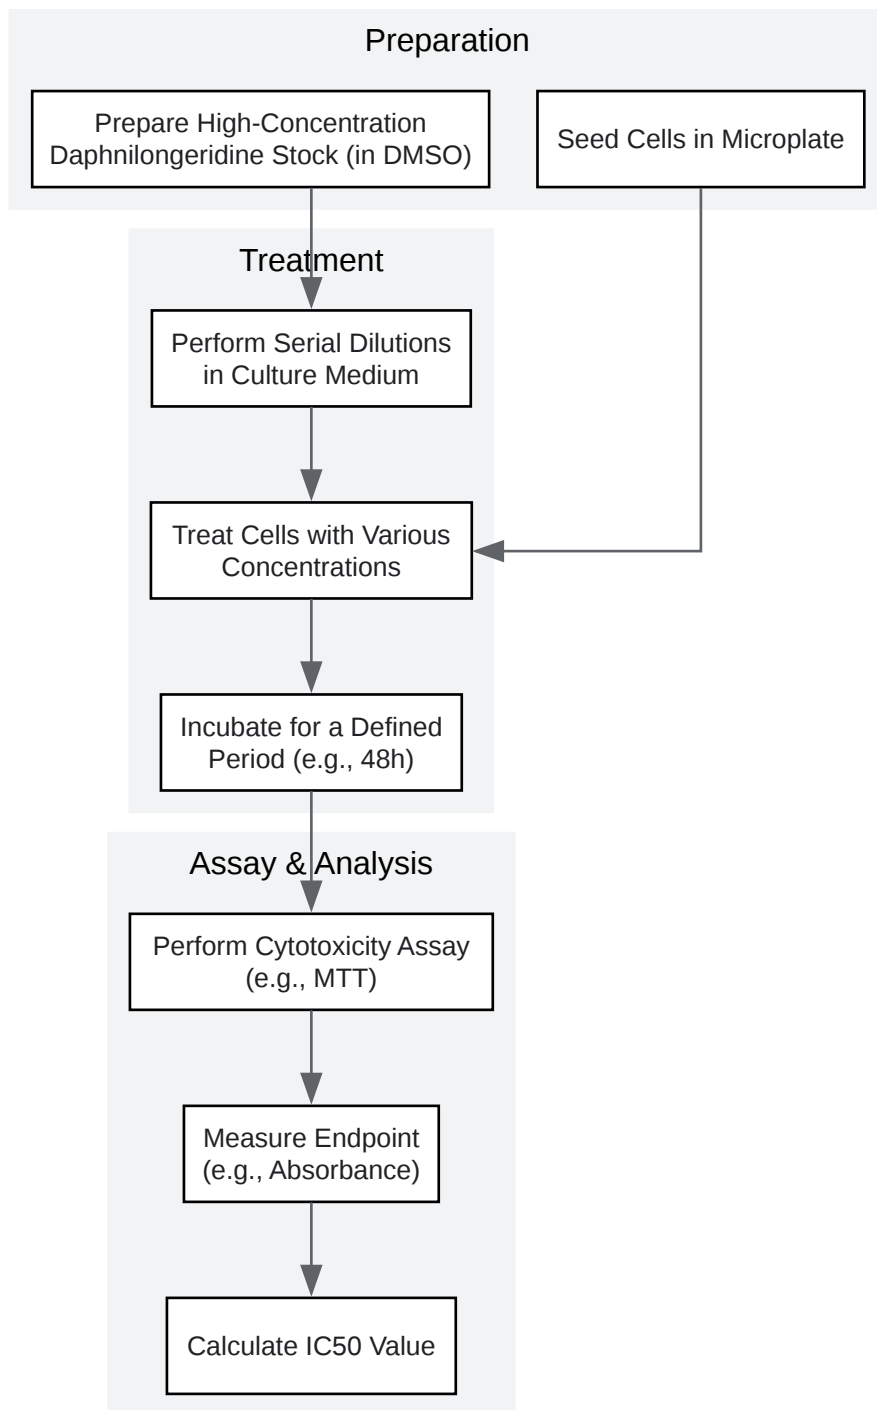 Preparation
Prepare High-Concentration
Daphnilongeridine Stock (in DMSO)
Seed Cells in Microplate
Treatment
Perform Serial Dilutions
in Culture Medium
Treat Cells with Various
Concentrations
Incubate for a Defined
Period (e.g., 48h)
Assay & Analysis
Perform Cytotoxicity Assay
(e.g., MTT)
Measure Endpoint
(e.g., Absorbance)
Calculate IC50 Value